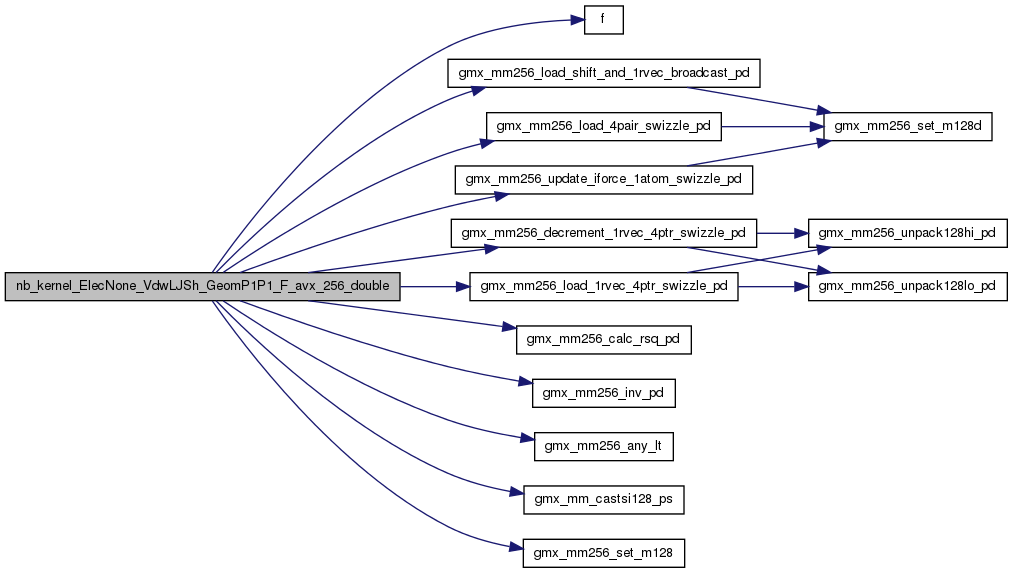 f
gmx_mm256_load_shift_and_1rvec_broadcast_pd
gmx_mm256_load_4pair_swizzle_pd
gmx_mm256_set_m128d
gmx_mm256_update_iforce_1atom_swizzle_pd
gmx_mm256_decrement_1rvec_4ptr_swizzle_pd
gmx_mm256_unpack128hi_pd
nb_kernel_ElecNone_VdwLJSh_GeomP1P1_F_avx_256_double
gmx_mm256_load_1rvec_4ptr_swizzle_pd
gmx_mm256_unpack128lo_pd
gmx_mm256_calc_rsq_pd
gmx_mm256_inv_pd
gmx_mm256_any_lt
gmx_mm_castsi128_ps
gmx_mm256_set_m128